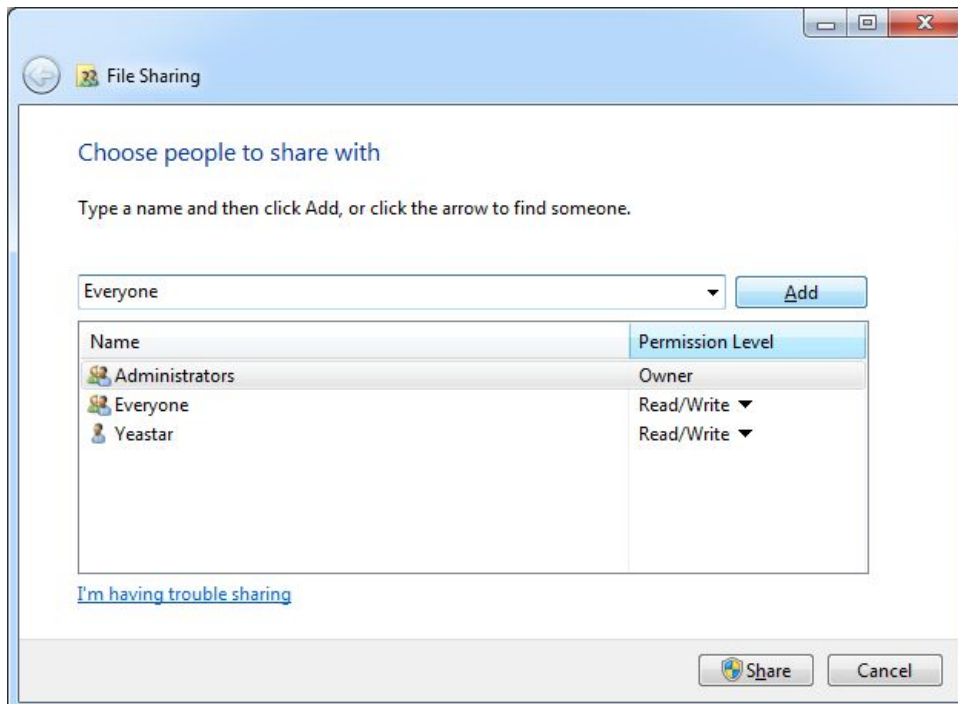 File Sharing
Choose people to share with
Type a name and then click Add, or click the arrow to find someone.
Everyone Add
Name Permission Level
Administrators Owner
Everyone Read/Write
Yeastar Read/Write
I'm having trouble sharing
Share Cancel